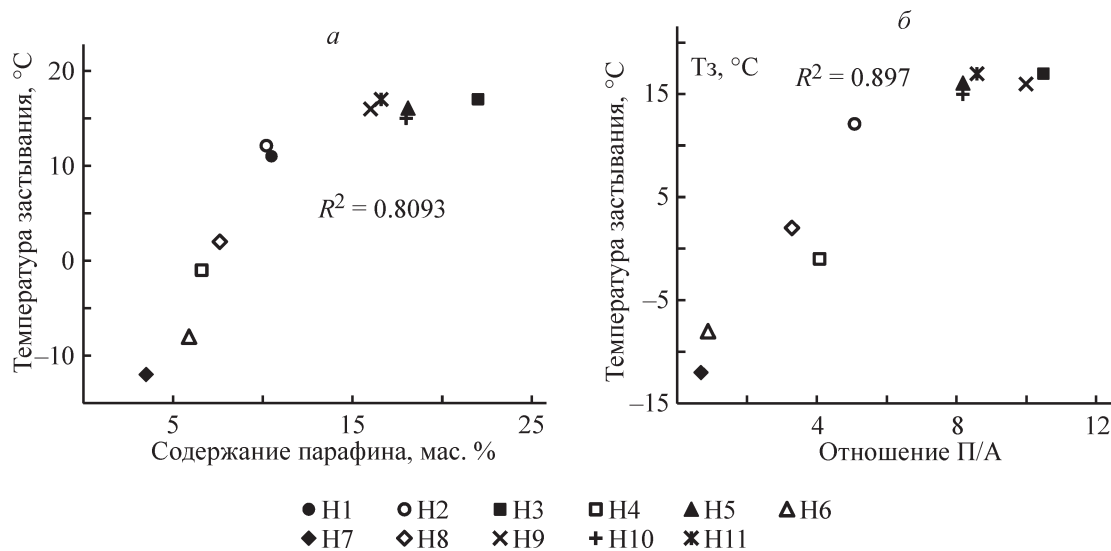 а
Температура застывания, °C
20
10
0
–10
R² = 0.8093
5
15
25
Содержание парафина, мас. %
б
Температура застывания, °C
Тз, °C
R² = 0.897
15
5
–5
–15
4
8
12
Отношение П/А
Н1 Н2 Н3 Н4 Н5 Н6
Н7 Н8 Н9 Н10 Н11